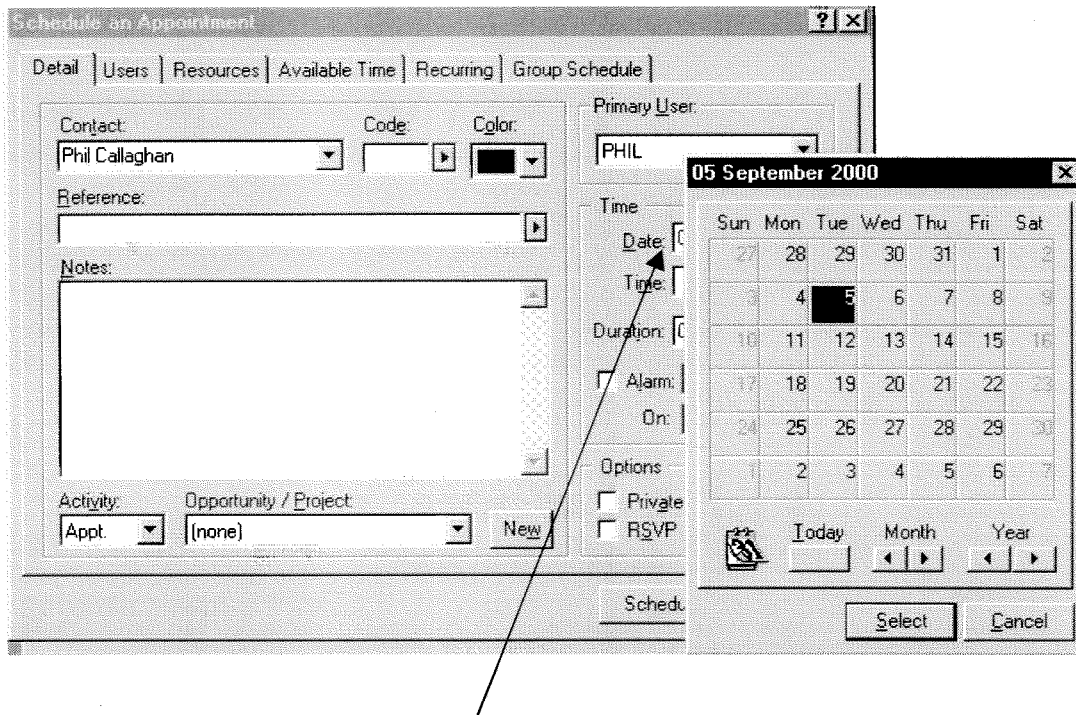 Schedule an Appointment
Detail Users Resources Available Time Recurring Group Schedule
Contact: Code: Color:
Phil Callaghan
Reference:
Notes:
Activity: Opportunity / Project:
Appt. (none) New
Primary User:
PHIL
Time
Date: 0
Time:
Duration: 0
Alarm:
On:
Options
Private
RSVP
Schedu
05 September 2000
Sun Mon Tue Wed Thu Fri Sat
27 28 29 30 31 1 2
3 4 5 6 7 8 9
10 11 12 13 14 15 16
17 18 19 20 21 22 23
24 25 26 27 28 29 30
1 2 3 4 5 6 7
Today Month Year
Select Cancel